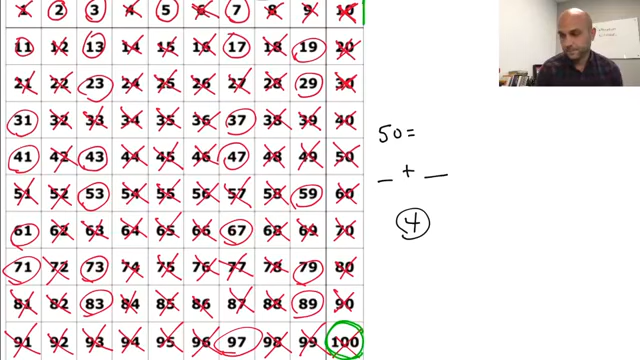 1 2 3 4 5 6 7 8 9 10
11 12 13 14 15 16 17 18 19 20
21 22 23 24 25 26 27 28 29 30
31 32 33 34 35 36 37 38 39 40
41 42 43 44 45 46 47 48 49 50
51 52 53 54 55 56 57 58 59 60
61 62 63 64 65 66 67 68 69 70
71 72 73 74 75 76 77 78 79 80
81 82 83 84 85 86 87 88 89 90
91 92 93 94 95 96 97 98 99 100
50=
_ + _
4